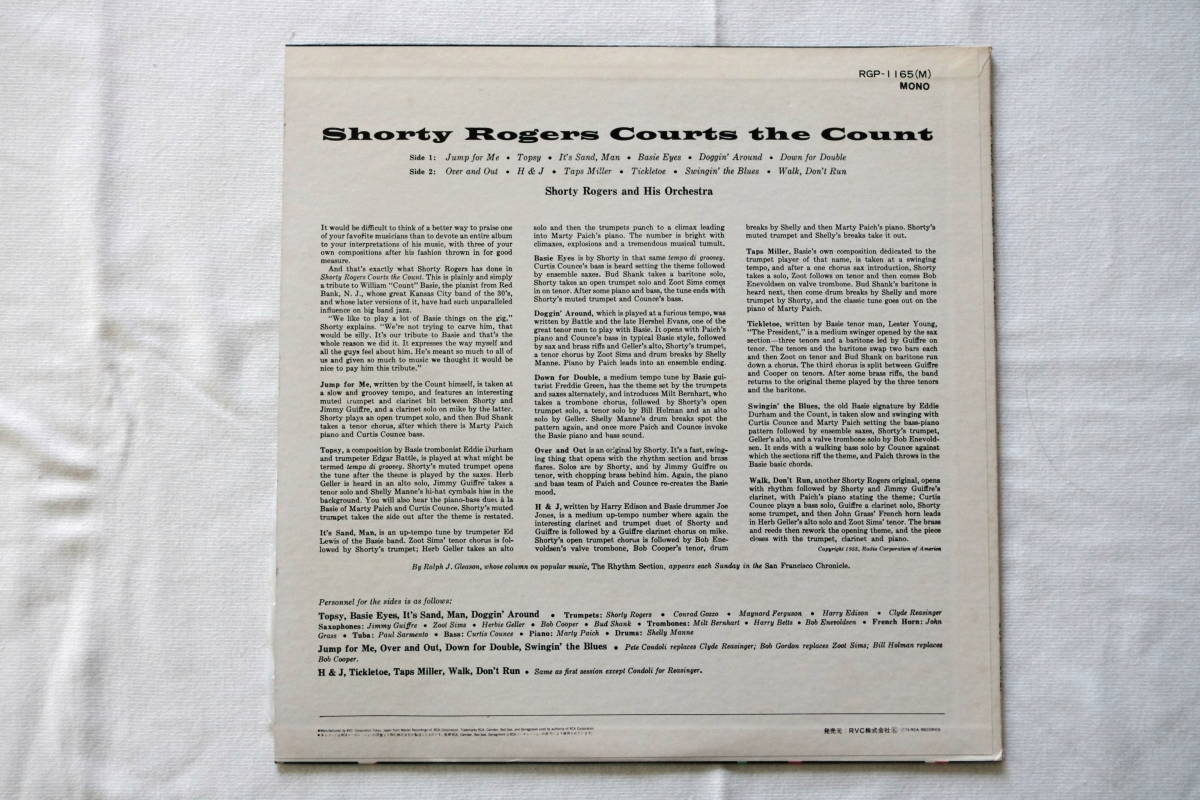 RGP-1165(M)
MONO
Shorty Rogers Courts the Count
Side 1: Jump for Me • Topsy • It's Sand, Man • Basie Eyes • Doggin' Around • Down for Double
Side 2: Over and Out • H & J • Taps Miller • Tickletoe • Swingin' the Blues • Walk, Don't Run
Shorty Rogers and His Orchestra
It would be difficult to think of a better way to praise one
of your favorite musicians than to devote an entire album
to your interpretations of his music, with three of your
own compositions after his fashion thrown in for good
measure.
And that's exactly what Shorty Rogers has done in
Shorty Rogers Courts the Count. This is plainly and simply
a tribute to William "Count" Basie, the pianist from Red
Bank, N. J., whose great Kansas City band of the 30's,
and whose later versions of it, have had such unparalleled
influence on big band jazz.
"We like to play a lot of Basie things on the gig,"
Shorty explains. "We're not trying to carve him, that
would be silly. It's our tribute to Basie and that's the
whole reason we did it. It expresses the way myself and
all the guys feel about him. He's meant so much to all of
us and given so much to music we thought it would be
nice to pay him this tribute."
Jump for Me, written by the Count himself, is taken at
a slow and groovey tempo, and features an interesting
muted trumpet and clarinet bit between Shorty and
Jimmy Guiffre, and a clarinet solo on mike by the latter.
Shorty plays an open trumpet solo, and then Bud Shank
takes a tenor chorus, after which there is Marty Paich
piano and Curtis Counce bass.
Topsy, a composition by Basie trombonist Eddie Durham
and trumpeter Edgar Battle, is played at what might be
termed tempo di groovey. Shorty's muted trumpet opens
the tune after the theme is played by the saxes. Herb
Geller is heard in an alto solo, Jimmy Guiffre takes a
tenor solo and Shelly Manne's hi-hat cymbals him in the
background. You will also hear the piano-bass duet à la
Basie of Marty Paich and Curtis Counce. Shorty's muted
trumpet takes the side out after the theme is restated.
It's Sand, Man, is an up-tempo tune by trumpeter Ed
Lewis of the Basie band. Zoot Sims' tenor chorus is fol-
lowed by Shorty's trumpet; Herb Geller takes an alto
solo and then the trumpets punch to a climax leading
into Marty Paich's piano. The number is bright with
climaxes, explosions and a tremendous musical tumult.
Basie Eyes is by Shorty in that same tempo di groovey.
Curtis Counce's bass is heard setting the theme followed
by ensemble saxes. Bud Shank takes a baritone solo,
Shorty takes an open trumpet solo and Zoot Sims comes
in on tenor. After some piano and bass, the tune ends with
Shorty's muted trumpet and Counce's bass.
Doggin' Around, which is played at a furious tempo, was
written by Battle and the late Hershel Evans, one of the
great tenor men to play with Basie. It opens with Paich's
piano and Counce's bass in typical Basie style, followed
by sax and brass riffs and Geller's alto, Shorty's trumpet,
a tenor chorus by Zoot Sims and drum breaks by Shelly
Manne. Piano by Paich leads into an ensemble ending.
Down for Double, a medium tempo tune by Basie gui-
tarist Freddie Green, has the theme set by the trumpets
and saxes alternately, and introduces Milt Bernhart, who
takes a trombone chorus, followed by Shorty's open
trumpet solo, a tenor solo by Bill Holman and an alto
solo by Geller. Shelly Manne's drum breaks spot the
pattern again, and once more Paich and Counce invoke
the Basie piano and bass sound.
Over and Out is an original by Shorty. It's a fast, swing-
ing thing that opens with the rhythm section and brass
flares. Solos are by Shorty, and by Jimmy Guiffre on
tenor, with chopping brass behind him. Again, the piano
and bass team of Paich and Counce re-creates the Basie
mood.
H & J, written by Harry Edison and Basie drummer Joe
Jones, is a medium up-tempo number where again the
interesting clarinet and trumpet duet of Shorty and
Guiffre is followed by a Guiffre clarinet chorus on mike.
Shorty's open trumpet chorus is followed by Bob Ene-
voldsen's valve trombone, Bob Cooper's tenor, drum
breaks by Shelly and then Marty Paich's piano. Shorty's
muted trumpet and Shelly's breaks take it out.
Taps Miller, Basie's own composition dedicated to the
trumpet player of that name, is taken at a swinging
tempo, and after a one chorus sax introduction, Shorty
takes a solo, Zoot follows on tenor and then comes Bob
Enevoldsen on valve trombone. Bud Shank's baritone is
heard next, then come drum breaks by Shelly and more
trumpet by Shorty, and the classic tune goes out on the
piano of Marty Paich.
Tickletoe, written by Basie tenor man, Lester Young,
"The President," is a medium swinger opened by the sax
section—three tenors and a baritone led by Guiffre on
tenor. The tenors and the baritone swap two bars each
and then Zoot on tenor and Bud Shank on baritone run
down a chorus. The third chorus is split between Guiffre
and Cooper on tenors. After some brass riffs, the band
returns to the original theme played by the three tenors
and the baritone.
Swingin' the Blues, the old Basie signature by Eddie
Durham and the Count, is taken slow and swinging with
Curtis Counce and Marty Paich setting the bass-piano
pattern followed by ensemble saxes, Shorty's trumpet,
Geller's alto, and a valve trombone solo by Bob Enevold-
sen. It ends with a walking bass solo by Counce against
which the sections riff the theme, and Paich throws in the
Basie basic chords.
Walk, Don't Run, another Shorty Rogers original, opens
with rhythm followed by Shorty and Jimmy Guiffre's
clarinet, with Paich's piano stating the theme; Curtis
Counce plays a bass solo, Guiffre a clarinet solo, Shorty
some trumpet, and then John Grass' French horn leads
in Herb Geller's alto solo and Zoot Sims' tenor. The brass
and reeds then rework the opening theme, and the piece
closes with the trumpet, clarinet and piano.
Copyright 1955, Radio Corporation of America
By Ralph J. Gleason, whose column on popular music, The Rhythm Section, appears each Sunday in the San Francisco Chronicle.
Personnel for the sides is as follows:
Topsy, Basie Eyes, It's Sand, Man, Doggin' Around • Trumpets: Shorty Rogers • Conrad Gozzo • Maynard Ferguson • Harry Edison • Clyde Reasinger
Saxophones: Jimmy Guiffre • Zoot Sims • Herbie Geller • Bob Cooper • Bud Shank • Trombones: Milt Bernhart • Harry Betts • Bob Enevoldsen • French Horn: John
Grass • Tuba: Paul Sarmento • Bass: Curtis Counce • Piano: Marty Paich • Drums: Shelly Manne
Jump for Me, Over and Out, Down for Double, Swingin' the Blues • Pete Candoli replaces Clyde Reasinger; Bob Gordon replaces Zoot Sims; Bill Holman replaces
Bob Cooper.
H & J, Tickletoe, Taps Miller, Walk, Don't Run • Same as first session except Candoli for Reasinger.
発売元:RVC株式会社